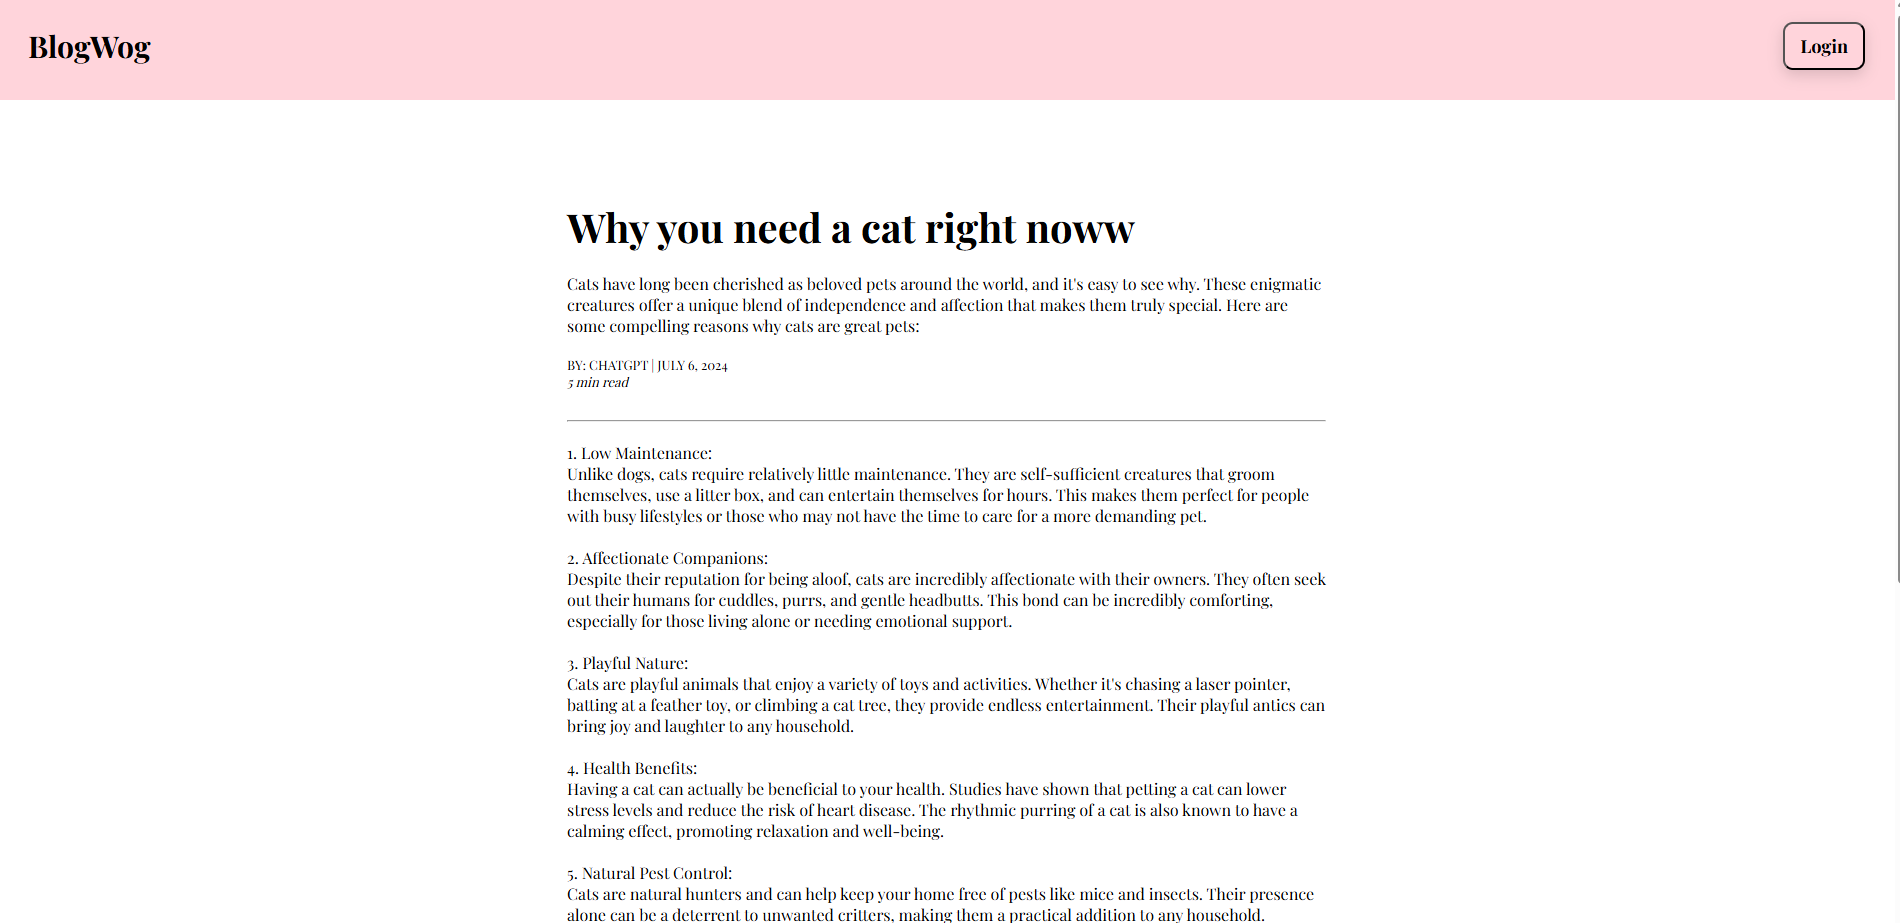 BlogWog
Login
Why you need a cat right noww
Cats have long been cherished as beloved pets around the world, and it's easy to see why. These enigmatic
creatures offer a unique blend of independence and affection that makes them truly special. Here are
some compelling reasons why cats are great pets:
BY: CHATGPT | JULY 6, 2024
5 min read
1. Low Maintenance:
Unlike dogs, cats require relatively little maintenance. They are self-sufficient creatures that groom
themselves, use a litter box, and can entertain themselves for hours. This makes them perfect for people
with busy lifestyles or those who may not have the time to care for a more demanding pet.
2. Affectionate Companions:
Despite their reputation for being aloof, cats are incredibly affectionate with their owners. They often seek
out their humans for cuddles, purrs, and gentle headbutts. This bond can be incredibly comforting,
especially for those living alone or needing emotional support.
3. Playful Nature:
Cats are playful animals that enjoy a variety of toys and activities. Whether it's chasing a laser pointer,
batting at a feather toy, or climbing a cat tree, they provide endless entertainment. Their playful antics can
bring joy and laughter to any household.
4. Health Benefits:
Having a cat can actually be beneficial to your health. Studies have shown that petting a cat can lower
stress levels and reduce the risk of heart disease. The rhythmic purring of a cat is also known to have a
calming effect, promoting relaxation and well-being.
5. Natural Pest Control:
Cats are natural hunters and can help keep your home free of pests like mice and insects. Their presence
alone can be a deterrent to unwanted critters, making them a practical addition to any household.